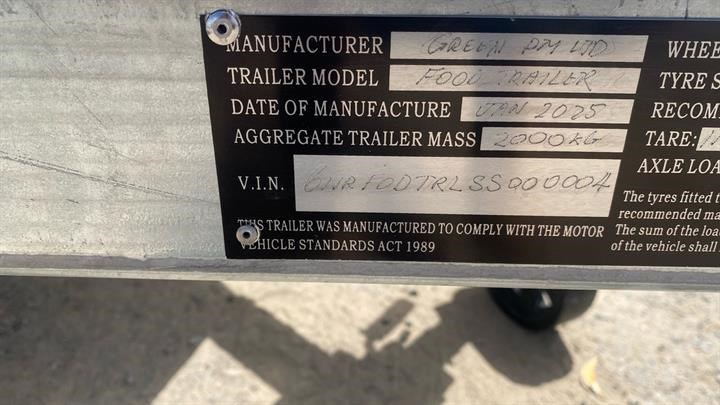 MANUFACTURER GREEN PTY LTD WHEE
TRAILER MODEL FOOD TRAILER TYRE S
DATE OF MANUFACTURE JAN 2025 RECOM
AGGREGATE TRAILER MASS 2000KG TARE:
AXLE LOA
V.I.N.
The tyres fitted t
recommended ma
THIS TRAILER WAS MANUFACTURED TO COMPLY WITH THE MOTOR The sum of the loa
VEHICLE STANDARDS ACT 1989 of the vehicle shall